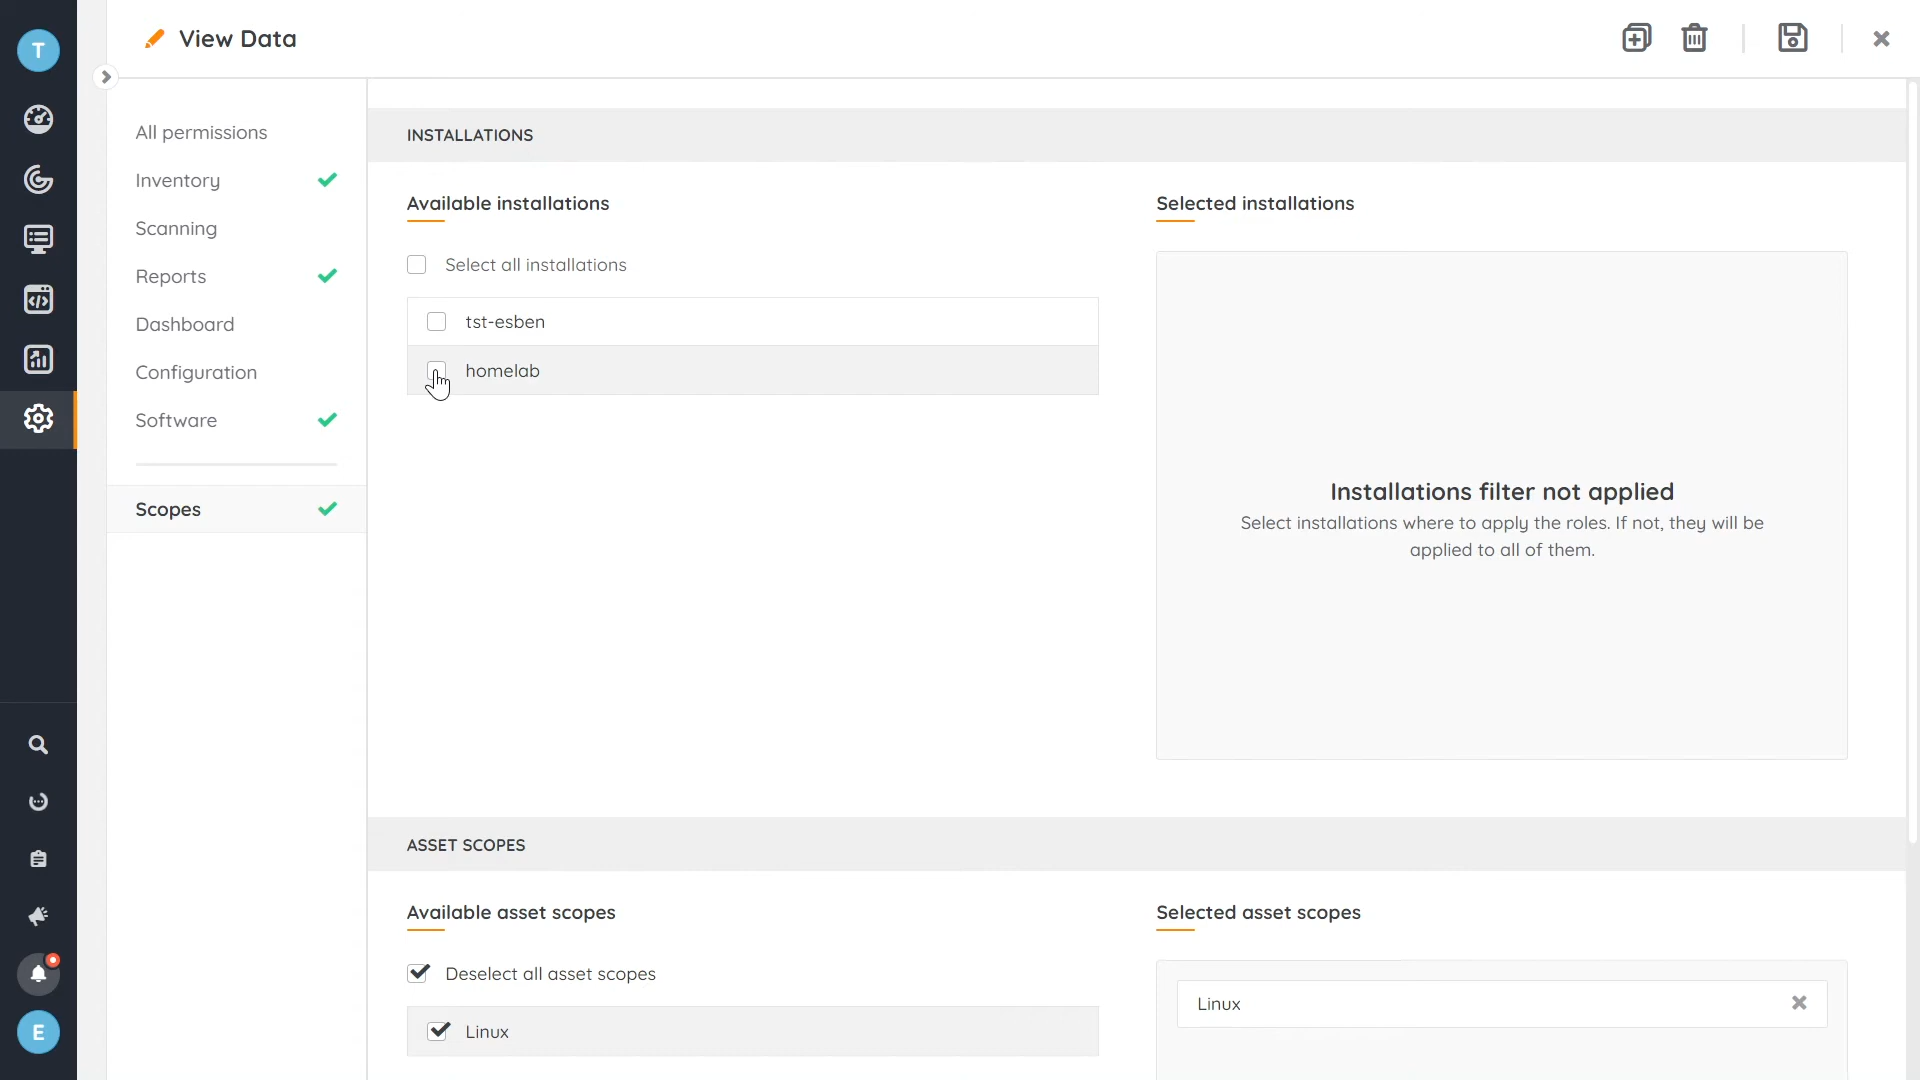 T
View Data
All permissions
Inventory
Scanning
Reports
Dashboard
Configuration
Software
Scopes
INSTALLATIONS
Available installations
Select all installations
tst-esben
homelab
Selected installations
Installations filter not applied
Select installations where to apply the roles. If not, they will be
applied to all of them.
ASSET SCOPES
Available asset scopes
Deselect all asset scopes
Linux
Selected asset scopes
Linux
E